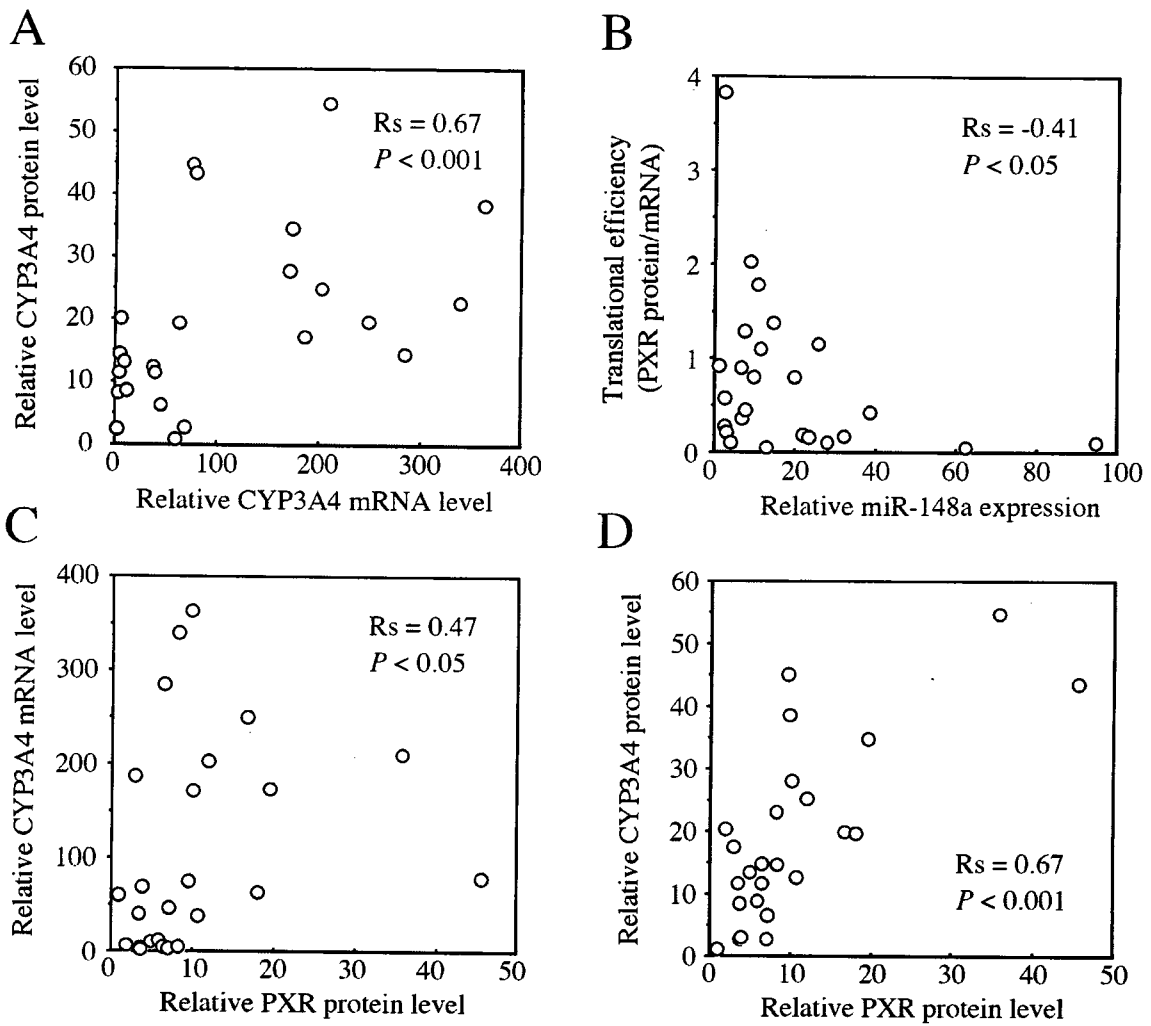 A
Relative CYP3A4 protein level
60
50
40
30
20
10
0
Rs = 0.67
P < 0.001
0 100 200 300 400
Relative CYP3A4 mRNA level
B
Translational efficiency
(PXR protein/mRNA)
4
3
2
1
0
Rs = -0.41
P < 0.05
0 20 40 60 80 100
Relative miR-148a expression
C
Relative CYP3A4 mRNA level
400
300
200
100
0
Rs = 0.47
P < 0.05
0 10 20 30 40 50
Relative PXR protein level
D
Relative CYP3A4 protein level
60
50
40
30
20
10
0
Rs = 0.67
P < 0.001
0 10 20 30 40 50
Relative PXR protein level